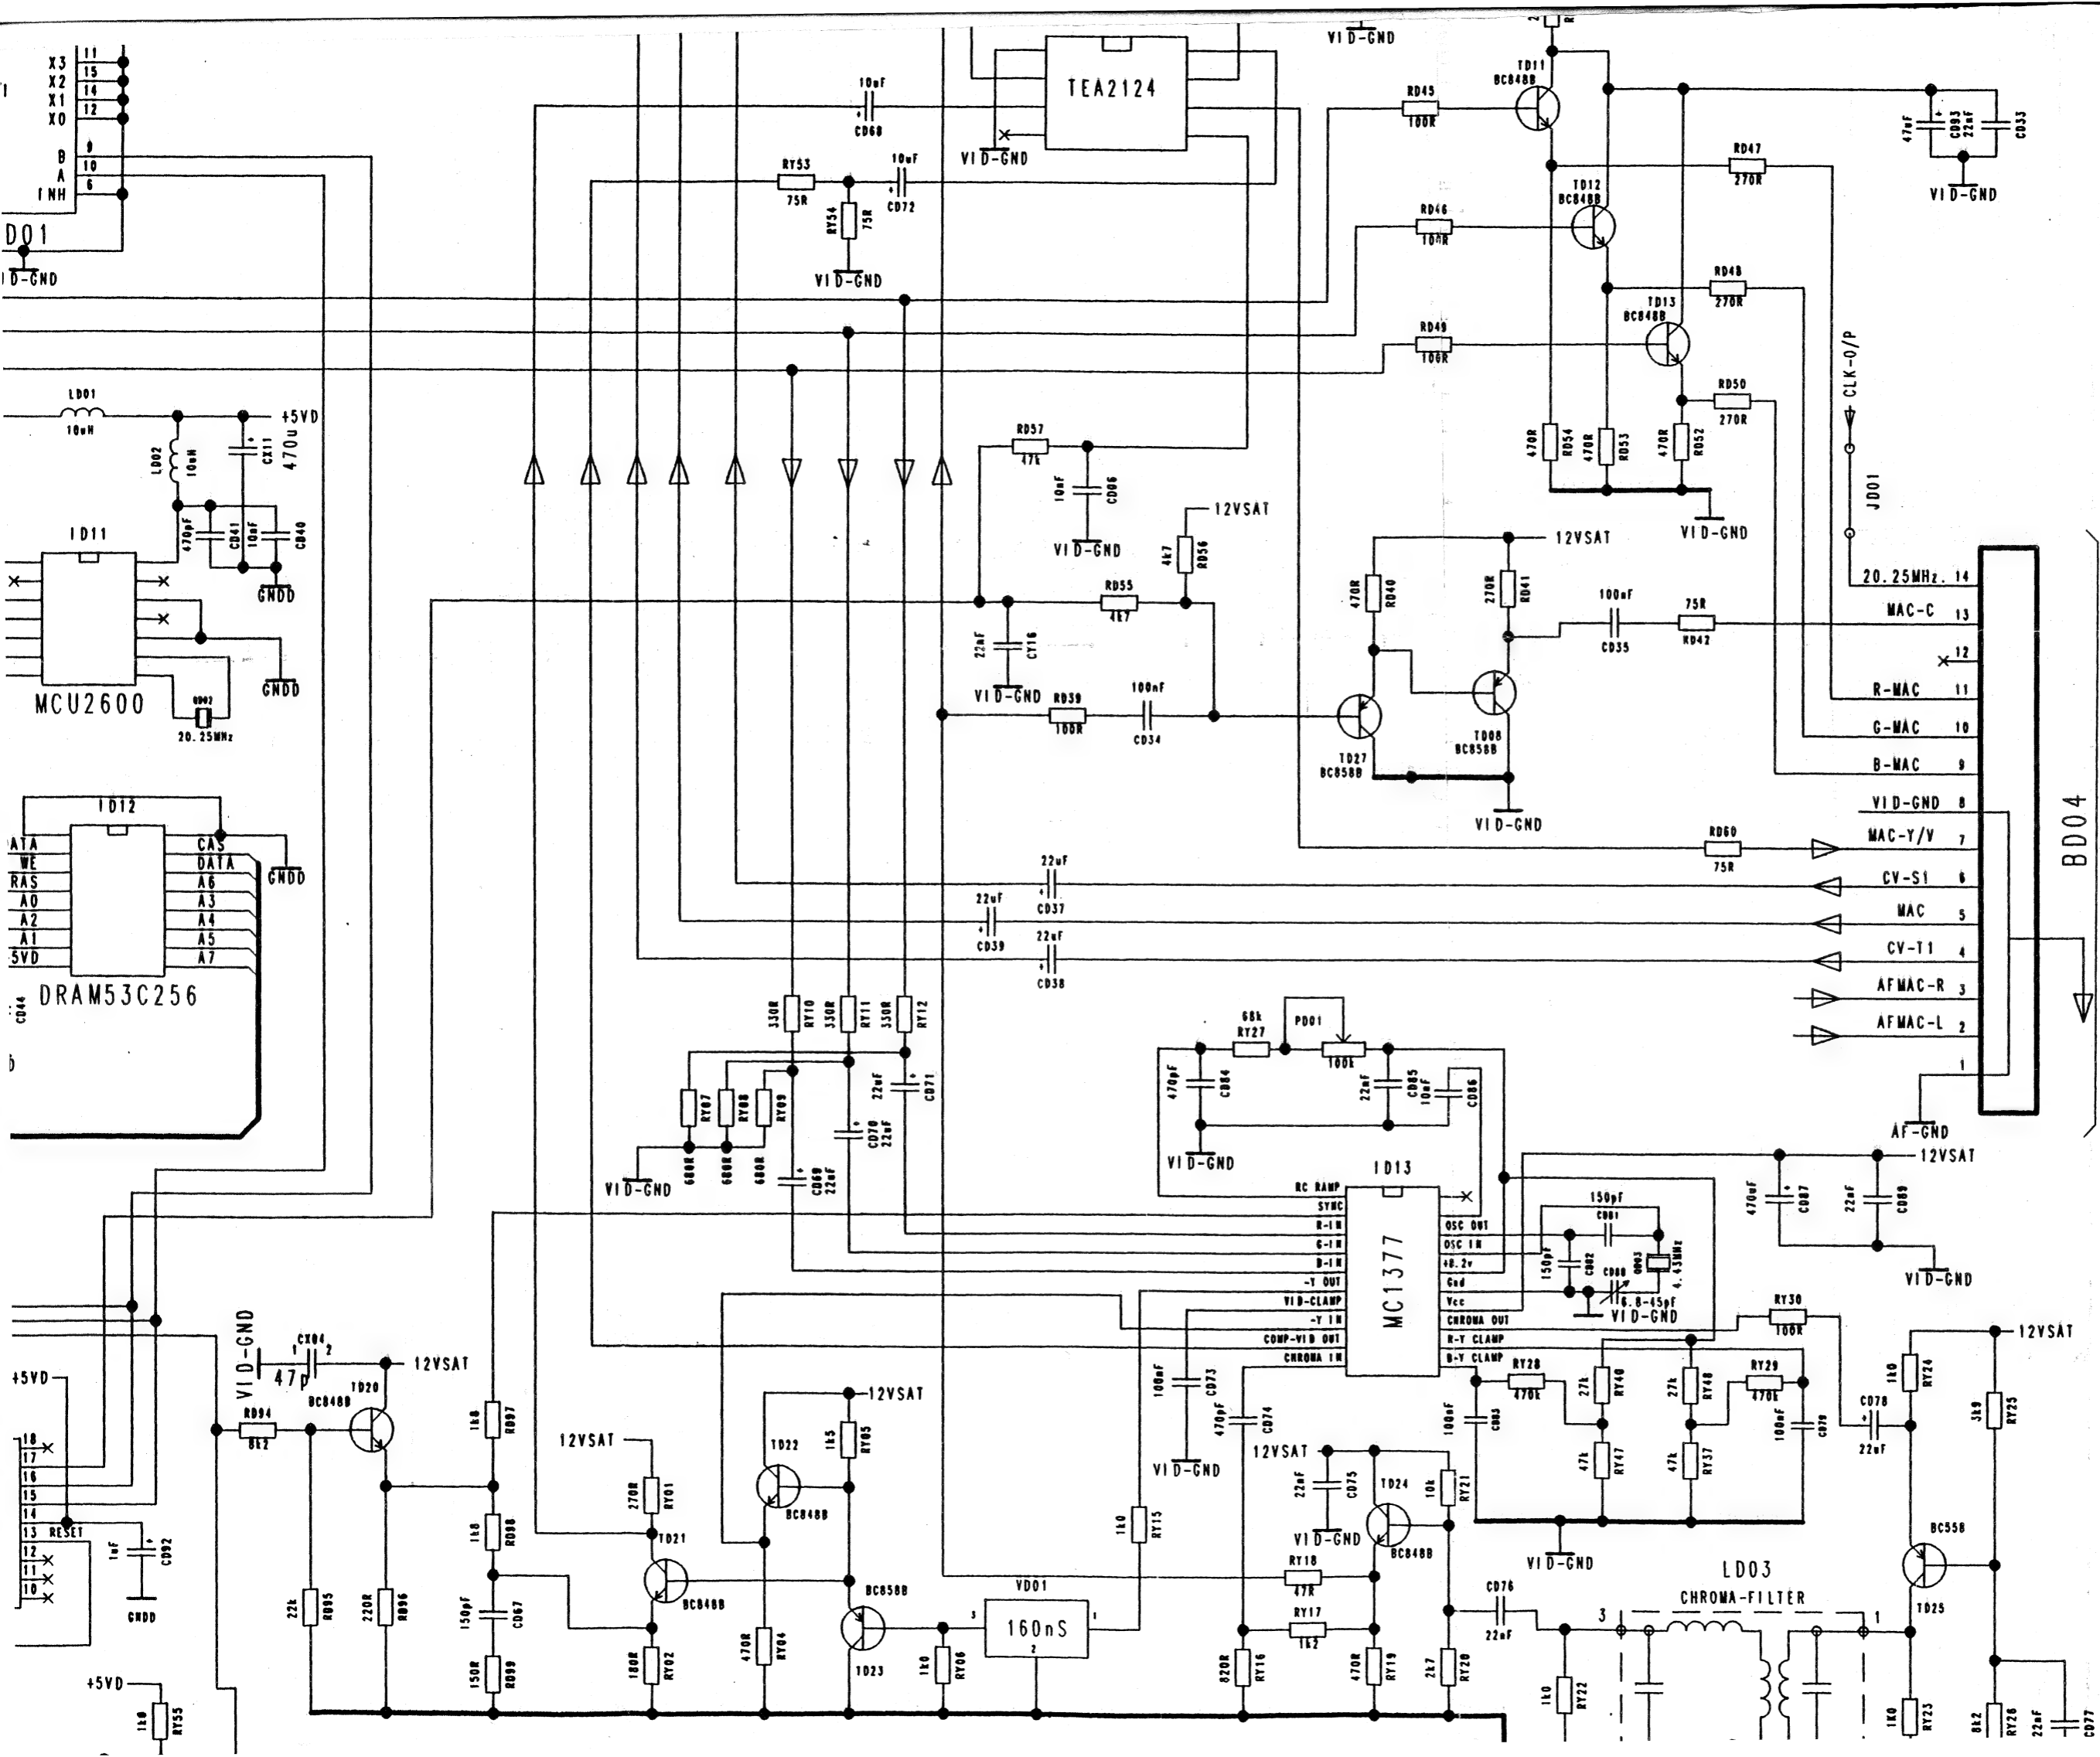 X3 11
X2 15
X1 14
X0 12
B 9
A 10
INH 6
D01
VID-GND
10uF
CD68
TEA2124
VID-GND
VID-GND
RY53
75R
10uF
CD72
RY54
75R
VID-GND
RD45
100R
TD11
BC848B
47uF
CD93
22nF
CD33
VID-GND
RD47
270R
TD12
BC848B
RD46
100R
RD48
270R
TD13
BC848B
RD49
100R
RD50
270R
CLK-O/P
JD01
470R
RD54
470R
RD53
470R
RD52
VID-GND
LD01
10uH
+5VD
LD02
10uH
CX11
470u
470pF
CD41
10nF
CD40
GNDD
ID11
MCU2600
GNDD
20.25MHz
RD57
47k
10nF
CD06
VID-GND
12VSAT
4k7
RD56
RD55
4k7
22nF
CY16
VID-GND
RD39
100R
100nF
CD34
12VSAT
470R
RD40
270R
RD41
TD27
BC858B
TD08
BC858B
VID-GND
100nF
CD35
75R
RD42
20.25MHz. 14
MAC-C 13
12
R-MAC 11
G-MAC 10
B-MAC 9
VID-GND 8
MAC-Y/V 7
CV-S1 6
MAC 5
CV-T1 4
AFMAC-R 3
AFMAC-L 2
1
BD04
AF-GND
RD60
75R
22uF
CD37
22uF
CD39
22uF
CD38
ID12
ATA
WE
RAS
A0
A2
A1
5VD
CAS
DATA
A6
A3
A4
A5
A7
GNDD
DRAM53C256
CD44
330R
RY10
330R
RY11
330R
RY12
RY07
RY08
RY09
680R
680R
680R
VID-GND
22uF
CD71
CD70
22uF
CD69
22uF
68k
RY27
PD01
100k
470pF
CD84
22nF
CD85
10nF
CD86
VID-GND
ID13
MC1377
RC RAMP
SYNC
R-IN
G-IN
B-IN
-Y OUT
VID-CLAMP
-Y IN
COMP-VID OUT
CHROMA IN
OSC OUT
OSC IN
+8.2v
Gnd
Vcc
CHROMA OUT
R-Y CLAMP
B-Y CLAMP
150pF
CD81
150pF
CD82
CD80
6.8-45pF
QD03
4.43MHz
VID-GND
12VSAT
470uF
CD87
22nF
CD89
VID-GND
RY30
100R
12VSAT
1k0
RY24
3k9
RY25
CD78
22uF
RY28
470k
27k
RY40
27k
RY48
RY29
470k
100nF
CD83
47k
RY47
47k
RY37
100nF
CD79
VID-GND
BC558
TD25
LD03
CHROMA-FILTER
3
1
1K0
RY23
8k2
RY26
22nF
CD77
VID-GND
CX04
1 2
47p
12VSAT
TD20
BC848B
RD94
8k2
22k
RD95
220R
RD96
1k8
RD97
1k8
RD98
150pF
CD67
150R
RD99
12VSAT
270R
RY01
TD21
BC848B
180R
RY02
TD22
BC848B
12VSAT
1k5
RY05
470R
RY04
BC858B
TD23
1k0
RY06
VD01
160nS
3
1
2
1k0
RY15
100nF
CD73
VID-GND
470pF
CD74
12VSAT
22nF
CD75
VID-GND
TD24
BC848B
10k
RY21
RY18
47R
RY17
1k2
820R
RY16
470R
RY19
2k7
RY20
CD76
22nF
1k0
RY22
+5VD
18
17
16
15
14
13 RESET
12
11
10
1uF
CD92
GNDD
+5VD
1k0
RY55